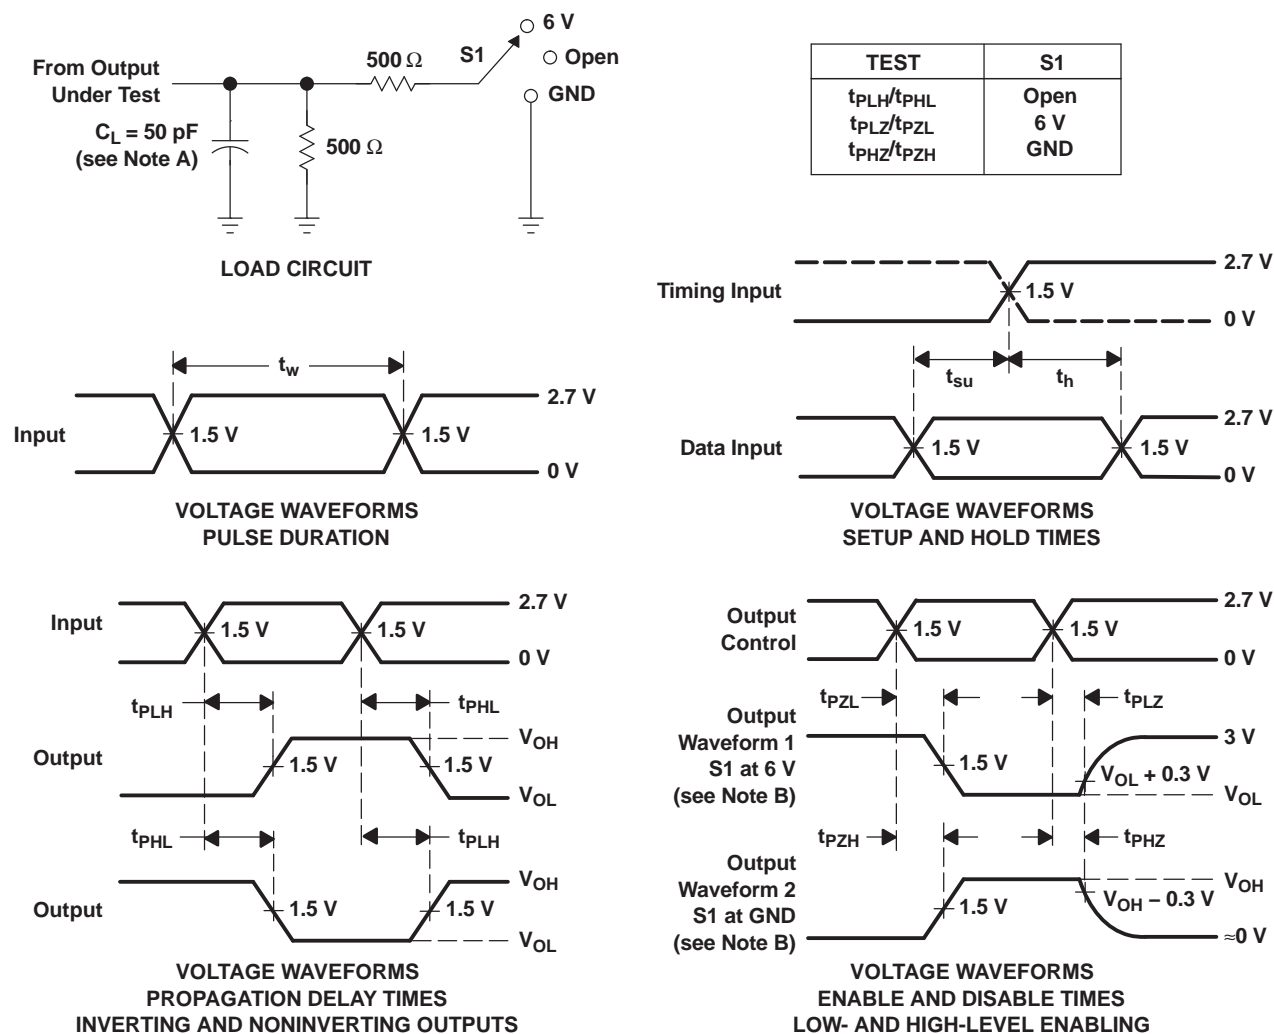 6 V
S1
Open
500 Ω
From Output
Under Test
GND
C_L = 50 pF
(see Note A)
500 Ω
LOAD CIRCUIT
TEST S1
t_PLH/t_PHL Open
t_PLZ/t_PZL 6 V
t_PHZ/t_PZH GND
t_w
2.7 V
Input
1.5 V 1.5 V
0 V
VOLTAGE WAVEFORMS
PULSE DURATION
2.7 V
Timing Input
1.5 V
0 V
t_su t_h
2.7 V
Data Input
1.5 V 1.5 V
0 V
VOLTAGE WAVEFORMS
SETUP AND HOLD TIMES
2.7 V
Input
1.5 V 1.5 V
0 V
t_PLH t_PHL
V_OH
Output
1.5 V 1.5 V
V_OL
t_PHL t_PLH
V_OH
Output
1.5 V 1.5 V
V_OL
VOLTAGE WAVEFORMS
PROPAGATION DELAY TIMES
INVERTING AND NONINVERTING OUTPUTS
2.7 V
Output
Control
1.5 V 1.5 V
0 V
t_PZL t_PLZ
Output
Waveform 1
S1 at 6 V
(see Note B)
3 V
1.5 V
V_OL + 0.3 V
V_OL
t_PZH t_PHZ
Output
Waveform 2
S1 at GND
(see Note B)
V_OH
1.5 V
V_OH − 0.3 V
≈0 V
VOLTAGE WAVEFORMS
ENABLE AND DISABLE TIMES
LOW- AND HIGH-LEVEL ENABLING